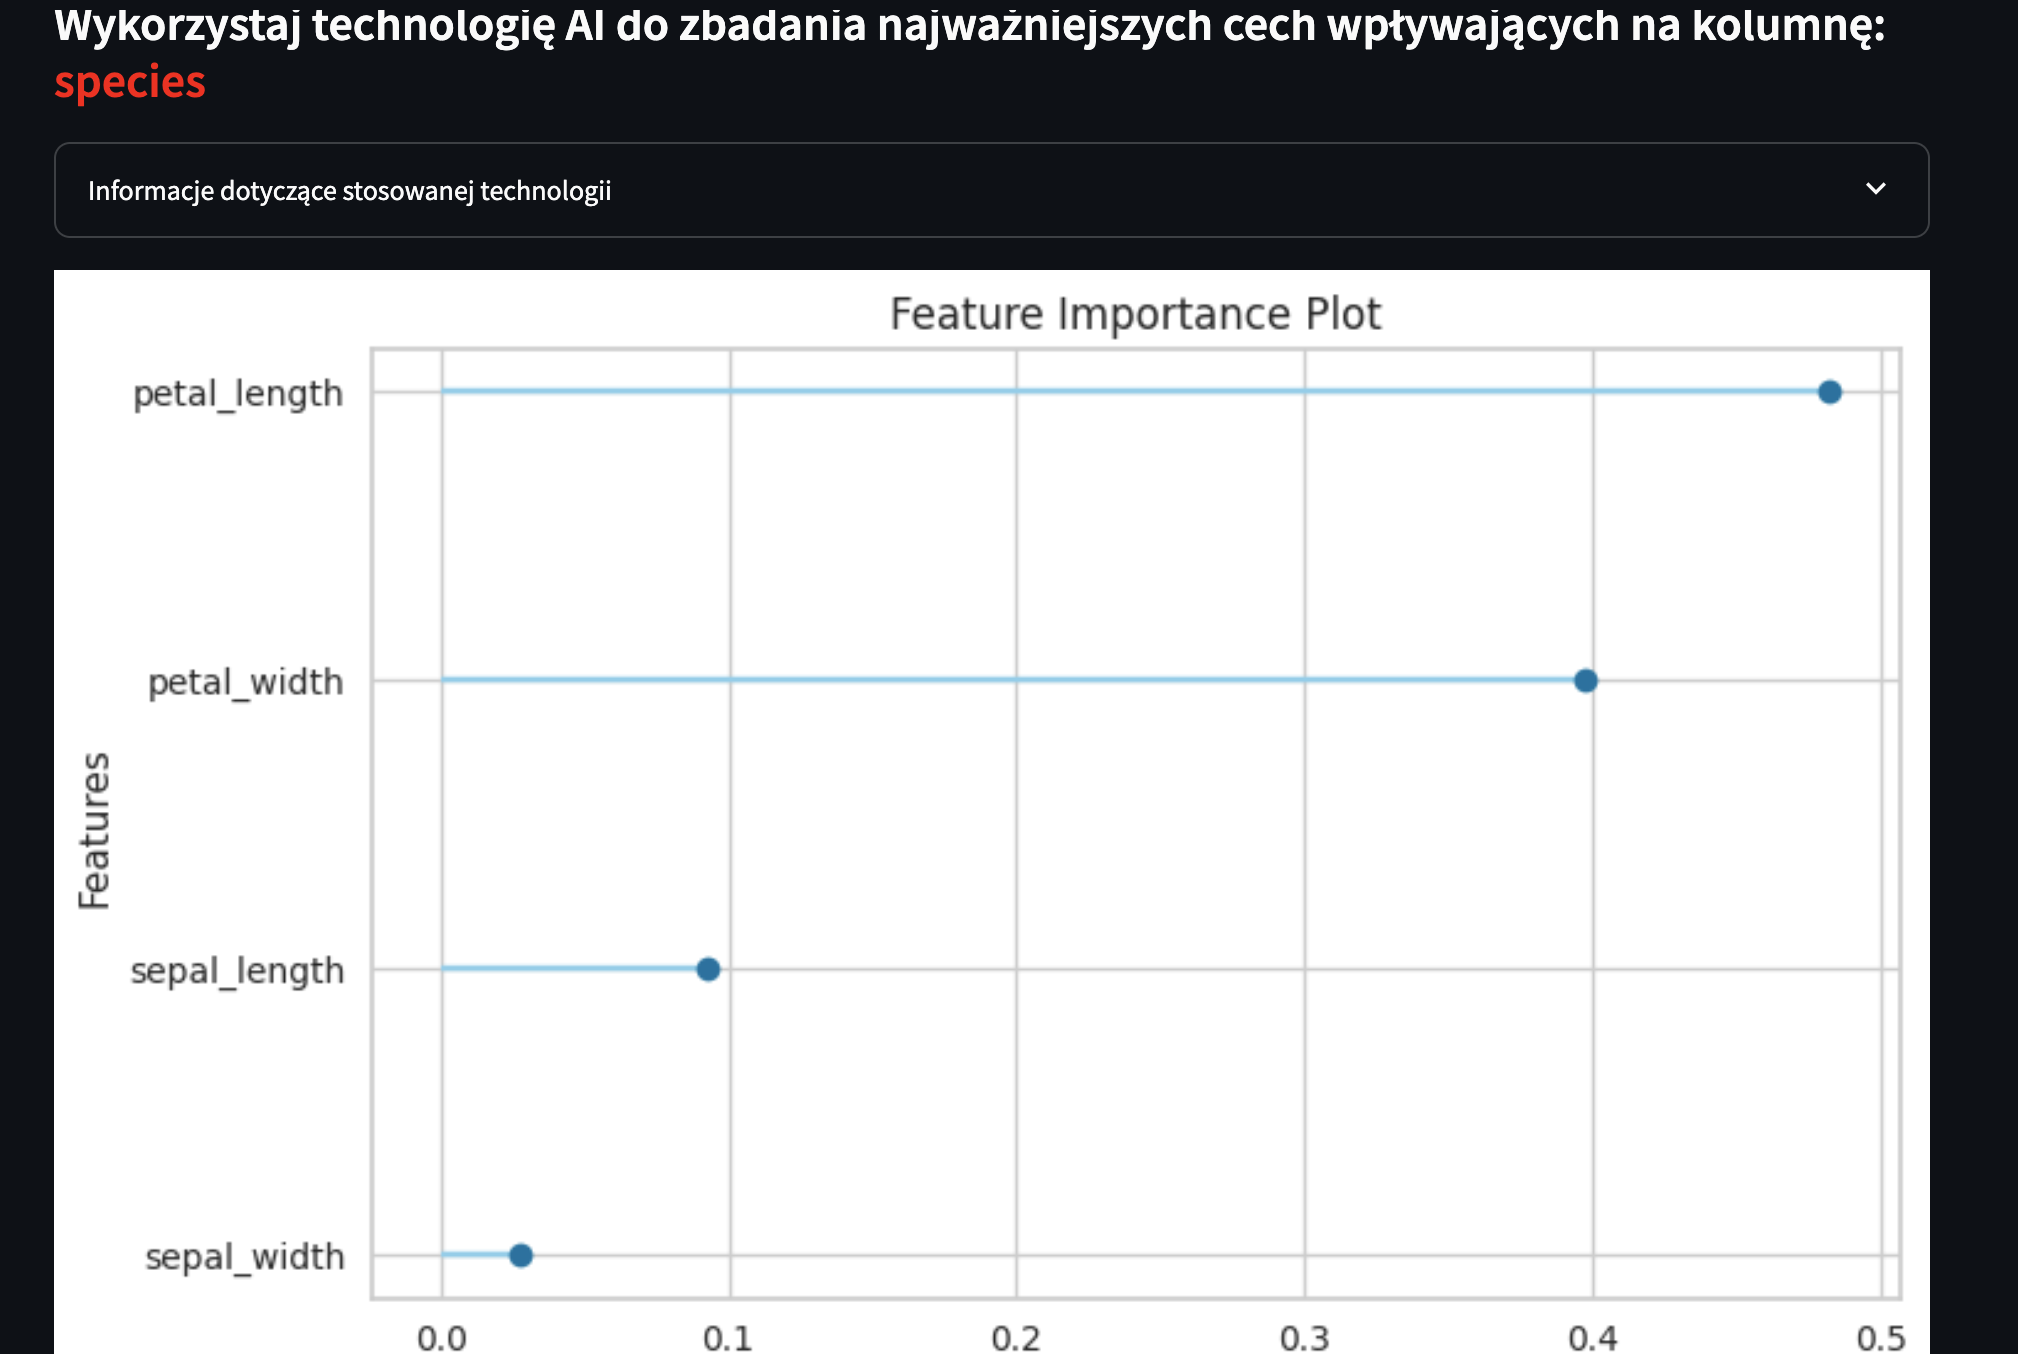 Wykorzystaj technologię AI do zbadania najważniejszych cech wpływających na kolumnę:
species
Informacje dotyczące stosowanej technologii
Feature Importance Plot
petal_length
petal_width
Features
sepal_length
sepal_width
0.0 0.1 0.2 0.3 0.4 0.5